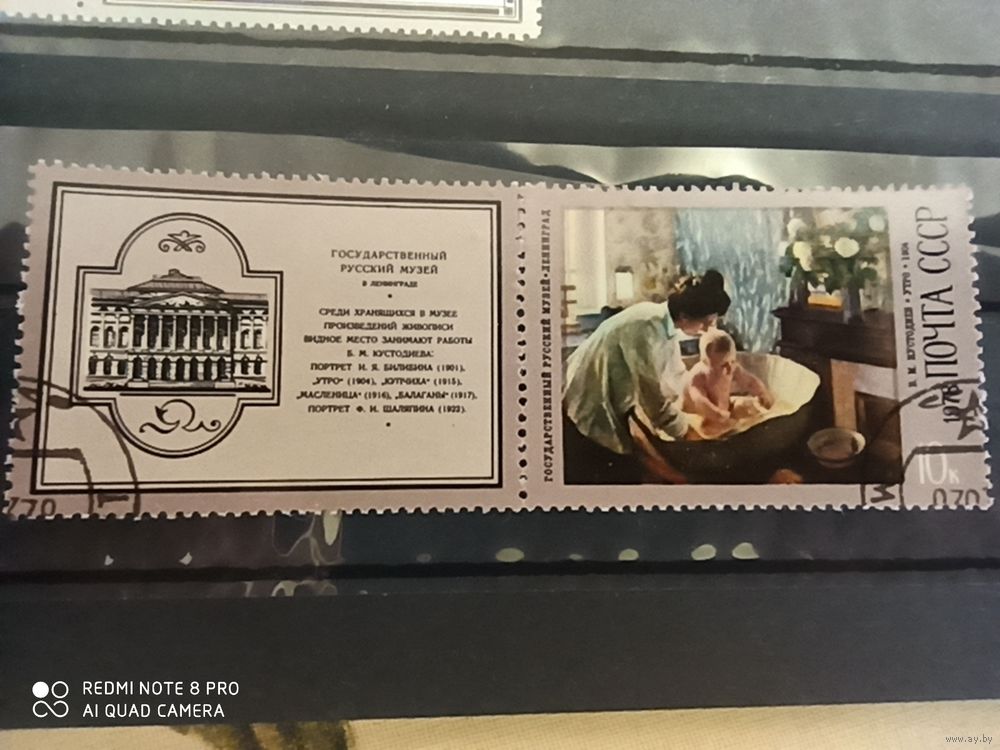 ГОСУДАРСТВЕННЫЙ
РУССКИЙ МУЗЕЙ
В ЛЕНИНГРАДЕ
СРЕДИ ХРАНЯЩИХСЯ В МУЗЕЕ
ПРОИЗВЕДЕНИЙ ЖИВОПИСИ
ВИДНОЕ МЕСТО ЗАНИМАЮТ РАБОТЫ
Б. М. КУСТОДИЕВА:
ПОРТРЕТ И. Я. БИЛИБИНА (1901),
„УТРО" (1904), „КУПЧИХА" (1915),
„МАСЛЕНИЦА" (1916), „БАЛАГАНЫ" (1917),
ПОРТРЕТ Ф. И. ШАЛЯПИНА (1922).
ГОСУДАРСТВЕННЫЙ РУССКИЙ МУЗЕЙ•ЛЕНИНГРАД
Б. М. КУСТОДИЕВ • УТРО • 1904
ПОЧТА СССР
1978
10к
REDMI NOTE 8 PRO
AI QUAD CAMERA
www.ay.by